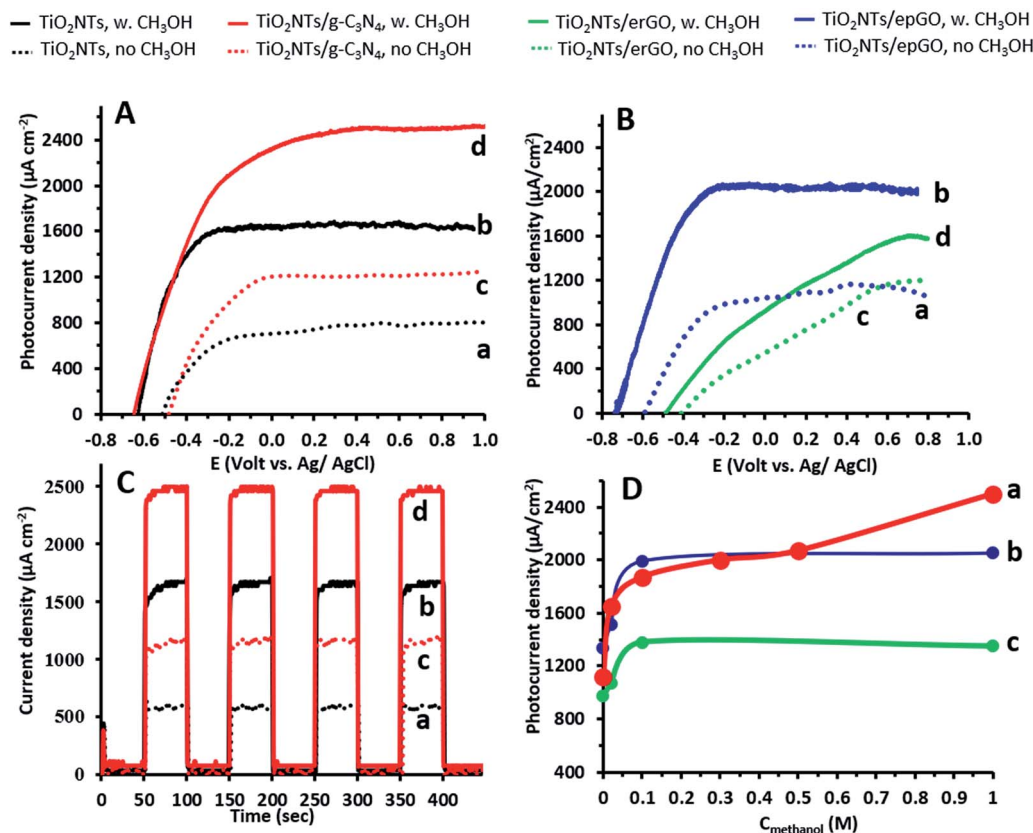 TiO₂NTs, w. CH₃OH
TiO₂NTs, no CH₃OH
TiO₂NTs/g-C₃N₄, w. CH₃OH
TiO₂NTs/g-C₃N₄, no CH₃OH
TiO₂NTs/erGO, w. CH₃OH
TiO₂NTs/erGO, no CH₃OH
TiO₂NTs/epGO, w. CH₃OH
TiO₂NTs/epGO, no CH₃OH
A
Photocurrent density (µA cm⁻²)
2400
2000
1600
1200
800
400
0
-0.8 -0.6 -0.4 -0.2 0.0 0.2 0.4 0.6 0.8 1.0
E (Volt vs. Ag/ AgCl)
d
b
c
a
B
Photocurrent density (µA/cm²)
2400
2000
1600
1200
800
400
0
-0.8 -0.6 -0.4 -0.2 0.0 0.2 0.4 0.6 0.8 1.0
E (Volt vs. Ag/ AgCl)
b
d
c
a
C
Current density (µA cm⁻²)
2500
2000
1500
1000
500
0
0 50 100 150 200 250 300 350 400
Time (sec)
d
b
c
a
D
Photocurrent density (µA/cm²)
2400
2000
1600
1200
800
400
0 0.1 0.2 0.3 0.4 0.5 0.6 0.7 0.8 0.9 1
Cmethanol (M)
a
b
c